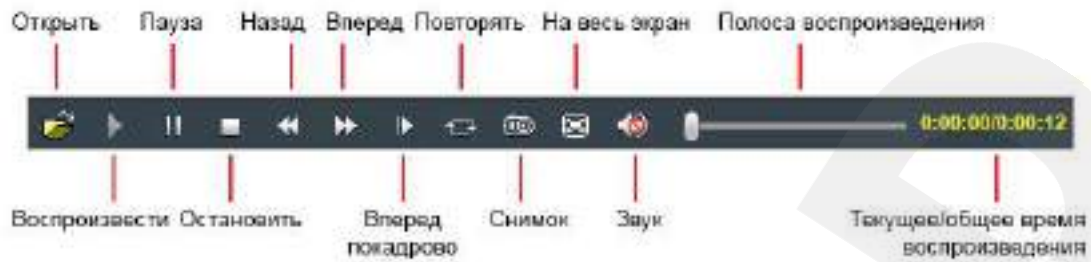 Открыть Пауза Назад Вперед Повторять На весь экран Полоса воспроизведения
0:00:00/0:00:12
Воспроизвести Остановить Вперед покадрово Снимок Звук Текущее/общее время воспроизведения